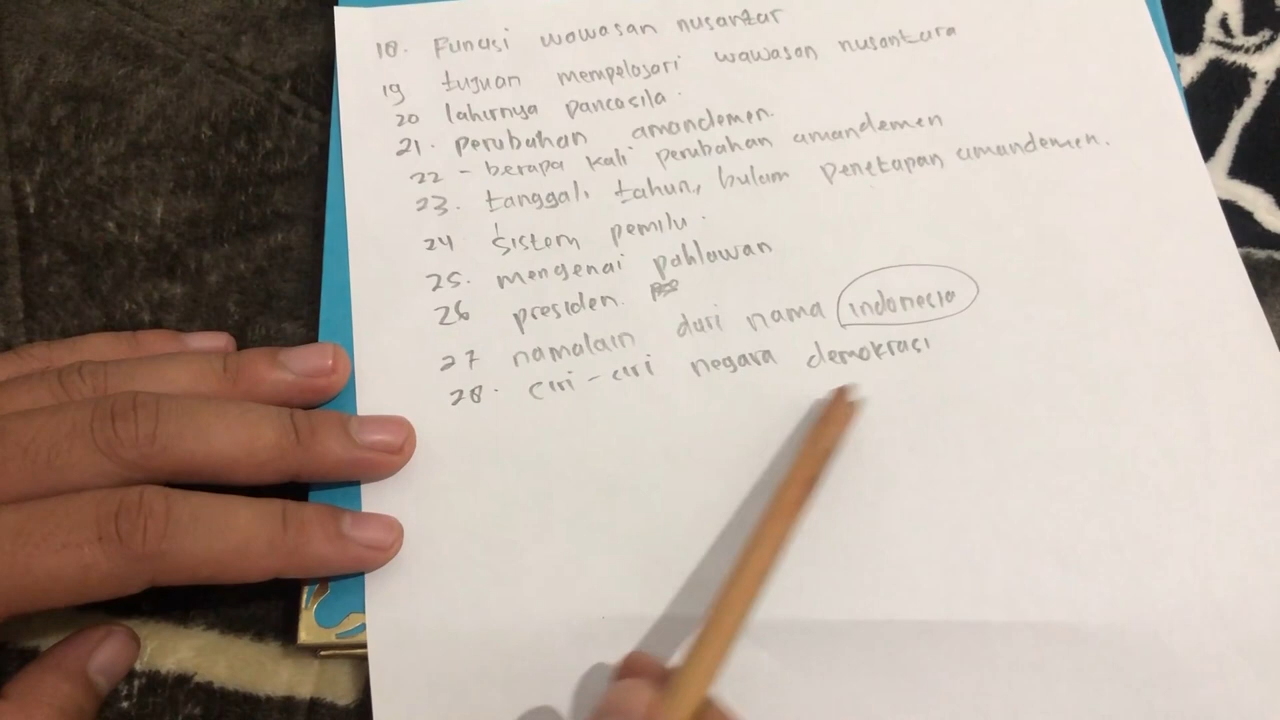 18. Fungsi wawasan nusantar
19 tujuan mempelajari wawasan nusantara
20 lahirnya pancasila.
21. perubahan amandemen.
22 - berapa kali perubahan amandemen
23. tanggal, tahun, bulam penetapan amandemen.
24 sistem pemilu.
25. mengenai pahlawan
26 presiden.
27 namalain dari nama indonesia
28. ciri-ciri negara demokrasi